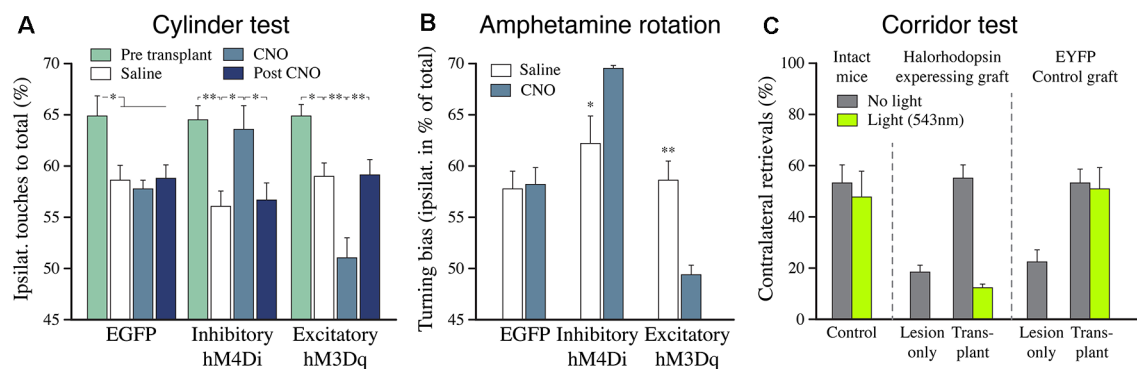 A Cylinder test
Pre transplant
Saline
CNO
Post CNO
Ipsilat. touches to total (%)
70
65
60
55
50
45
*
** * *
* ** **
EGFP
Inhibitory
hM4Di
Excitatory
hM3Dq
B Amphetamine rotation
Saline
CNO
Turning bias (ipsilat. in % of total)
70
65
60
55
50
45
*
**
EGFP
Inhibitory
hM4Di
Excitatory
hM3Dq
C Corridor test
Intact
mice
Halorhodopsin
experessing graft
EYFP
Control graft
No light
Light (543nm)
Contralateral retrievals (%)
100
80
60
40
20
0
Control
Lesion
only
Trans-
plant
Lesion
only
Trans-
plant